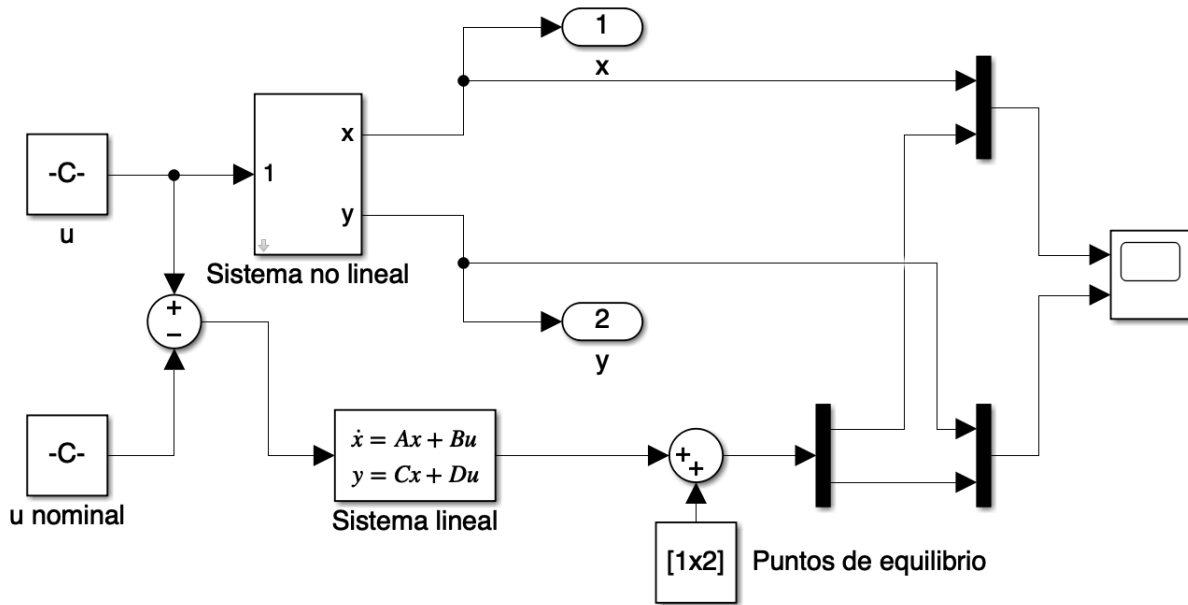 1
x
-C-
u
1
x
y
Sistema no lineal
+
−
2
y
-C-
u nominal
ẋ = Ax + Bu
y = Cx + Du
Sistema lineal
+
+
[1x2]
Puntos de equilibrio